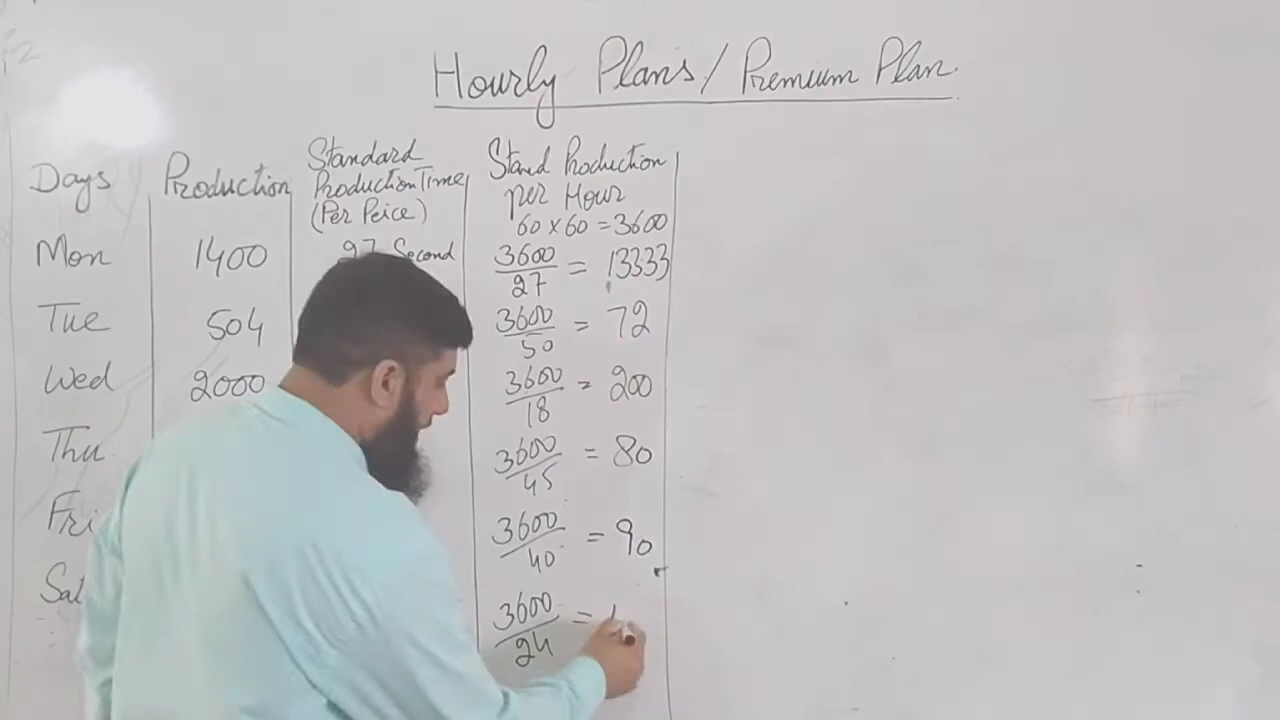 Hourly Plans / Premium Plan.
Days Production Standard Production Time (Per Peice) Stand Production per Hour
60 × 60 = 3600
Mon 1400 27 Second 3600/27 = 13333
Tue 504 3600/50 = 72
Wed 2000 3600/18 = 200
Thu 3600/45 = 80
Fri 3600/40 = 90
Sat 3600/24 =